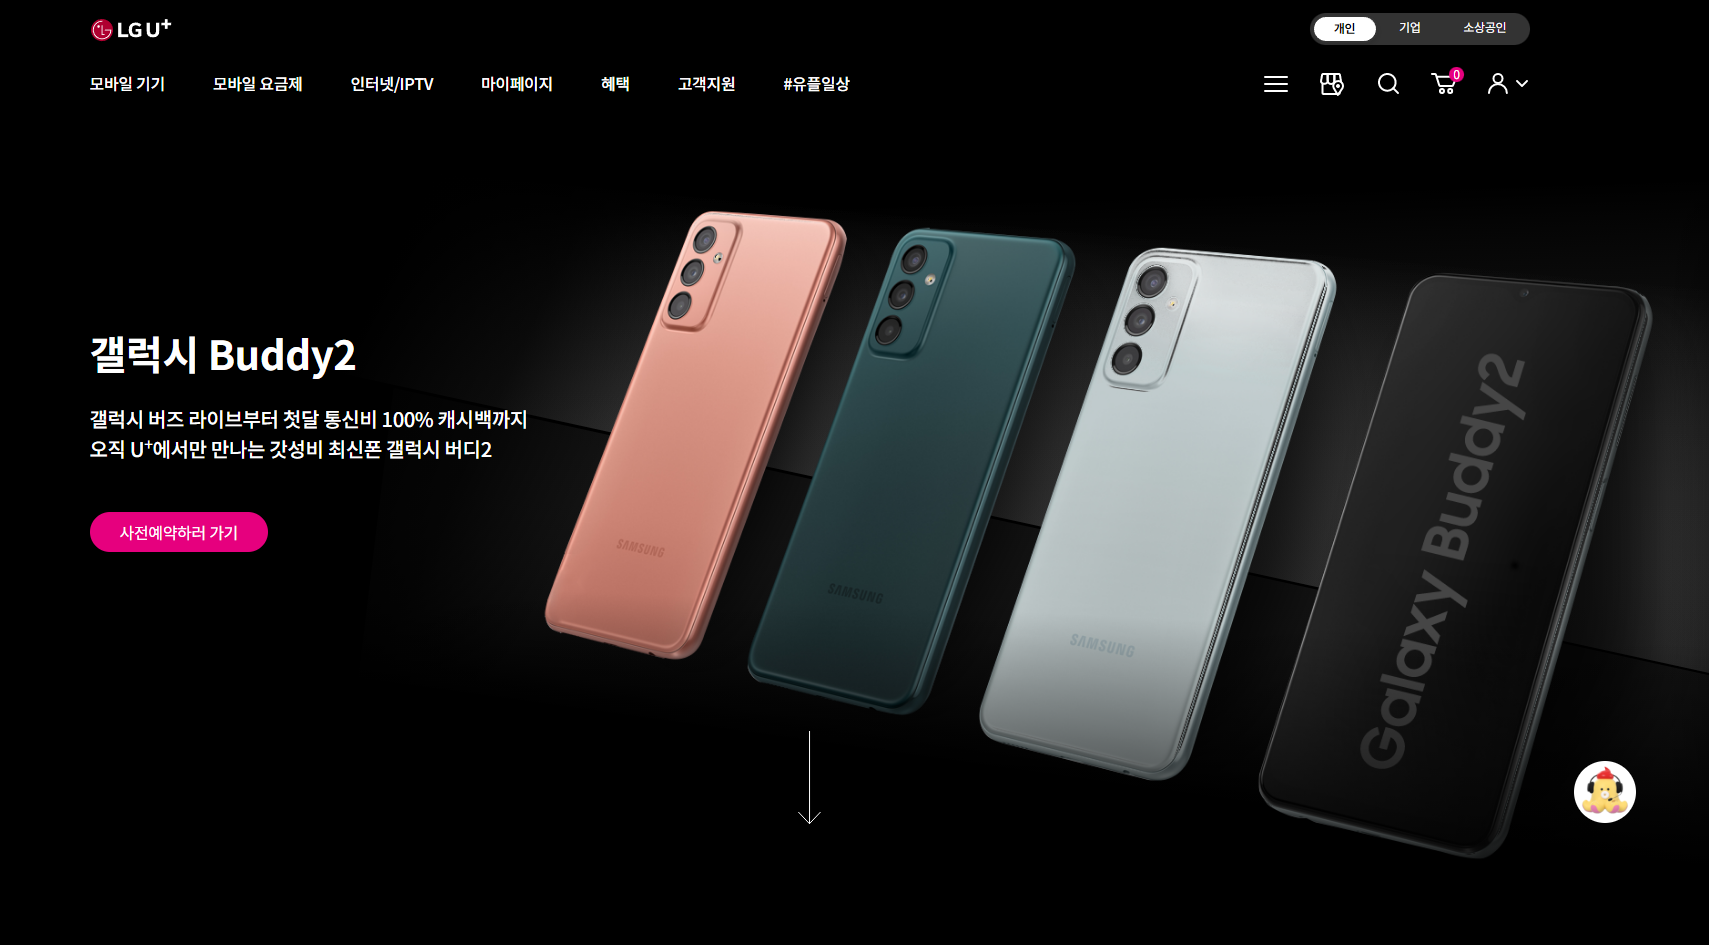 LG U+
개인
기업
소상공인
모바일 기기
모바일 요금제
인터넷/IPTV
마이페이지
혜택
고객지원
#유플일상
0
갤럭시 Buddy2
갤럭시 버즈 라이브부터 첫달 통신비 100% 캐시백까지
오직 U⁺에서만 만나는 갓성비 최신폰 갤럭시 버디2
사전예약하러 가기
SAMSUNG
SAMSUNG
SAMSUNG
Galaxy Buddy2